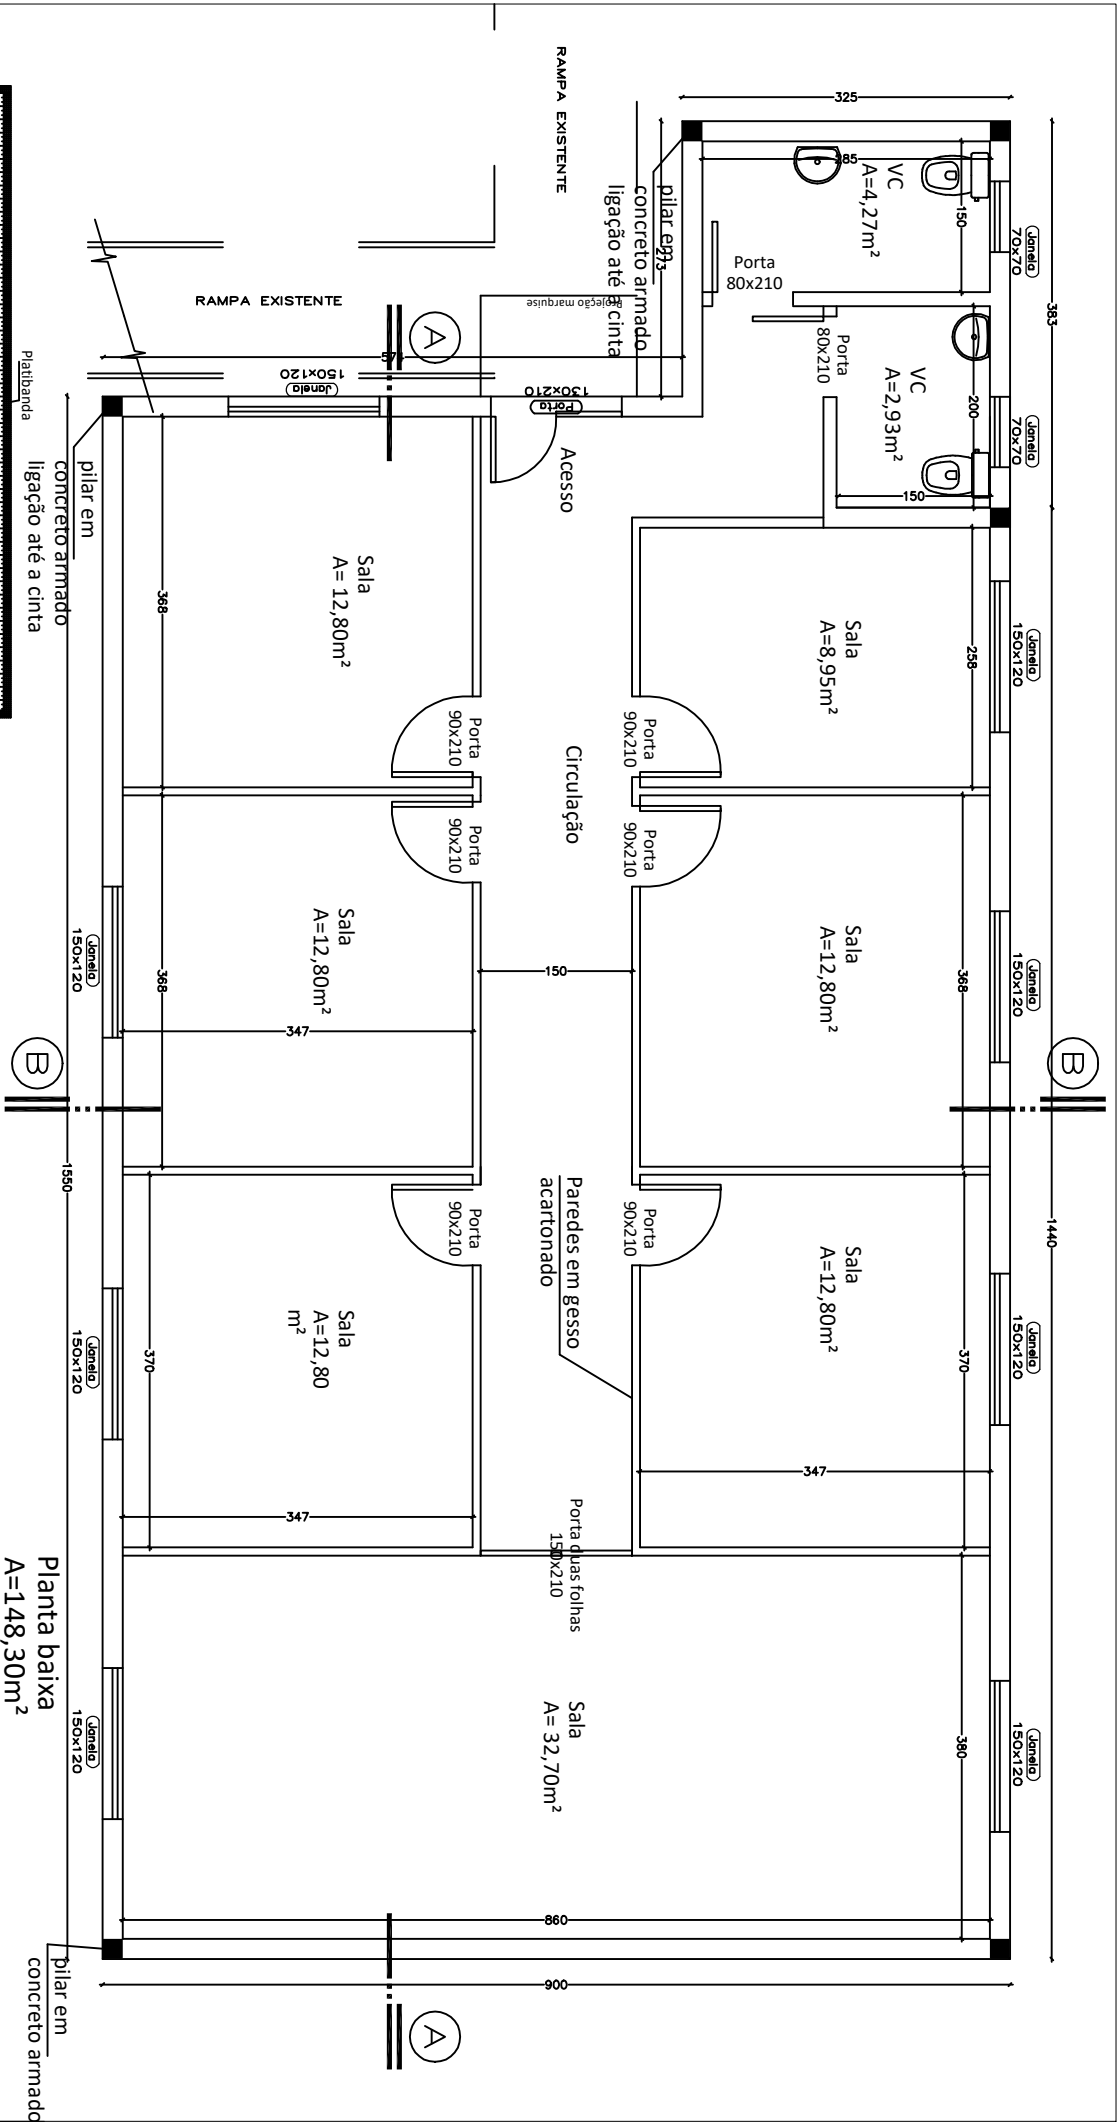 RAMPA EXISTENTE
RAMPA EXISTENTE
Platibanda
pilar em
concreto armado
ligação até a cinta
pilar em
concreto armado
ligação até a cinta
pilar em
concreto armado
Projeção marquise
325
285
383
1440
1550
900
860
273
VC
A=4,27m²
150
Janela
70x70
Porta
80x210
Porta
80x210
VC
A=2,93m²
200
150
Janela
70x70
Janela
150x120
Porta
130x210
Acesso
Sala
A= 12,80m²
368
Sala
A=8,95m²
258
Janela
150x120
Porta
90x210
Porta
90x210
Circulação
Porta
90x210
Porta
90x210
Sala
A=12,80m²
368
347
Janela
150x120
150
Sala
A=12,80m²
368
Janela
150x120
A
A
B
B
Porta
90x210
Porta
90x210
Paredes em gesso
acartonado
Sala
A=12,80
m²
370
347
Janela
150x120
Sala
A=12,80m²
370
347
Janela
150x120
Porta duas folhas
150x210
Sala
A= 32,70m²
380
Janela
150x120
Janela
150x120
Planta baixa
A=148,30m²